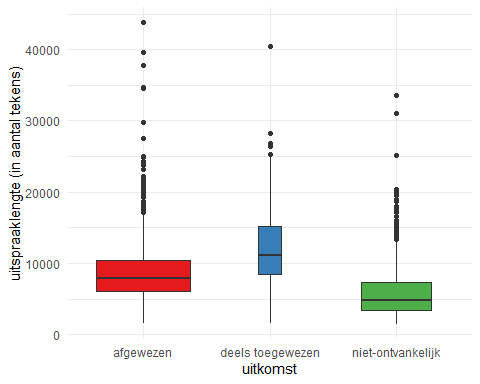 uitspraaklengte (in aantal tekens)
40000
30000
20000
10000
0
afgewezen deels toegewezen niet-ontvankelijk
uitkomst